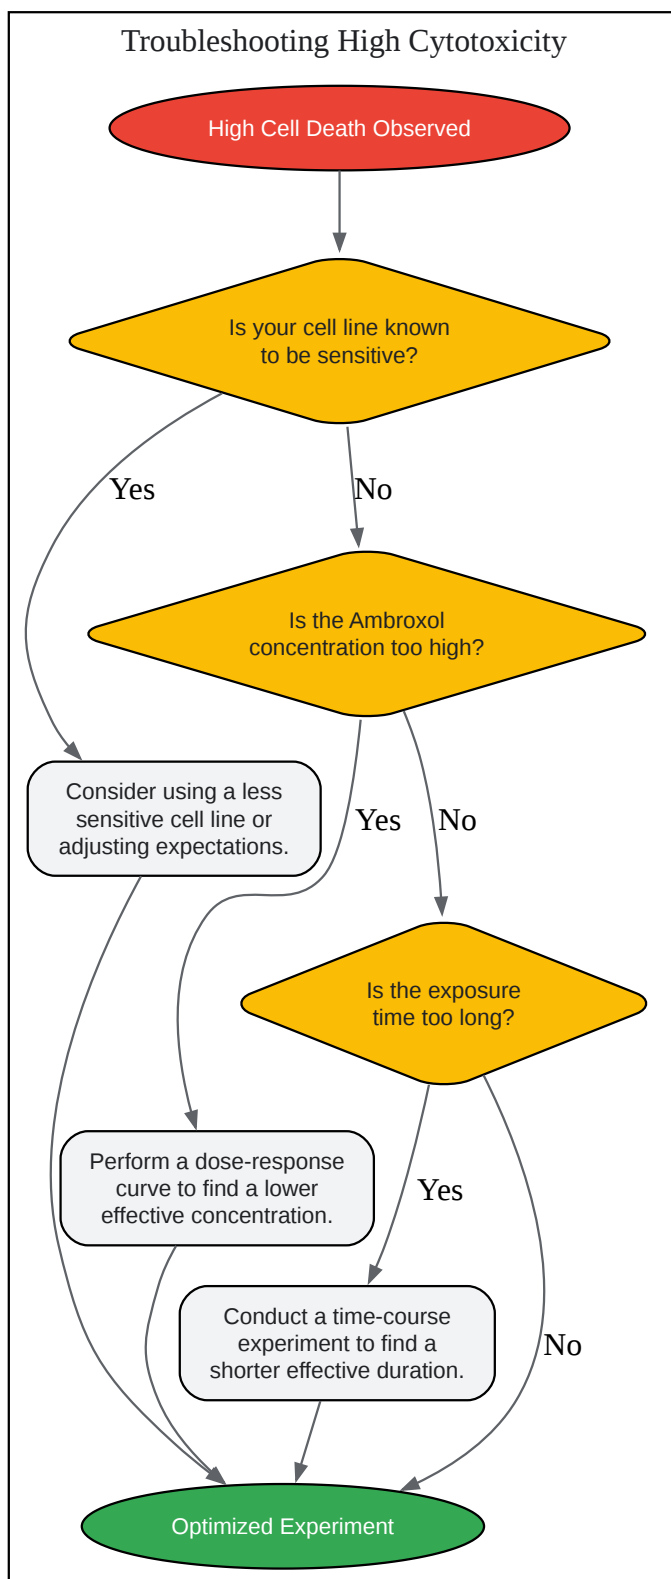 Troubleshooting High Cytotoxicity
High Cell Death Observed
Is your cell line known
to be sensitive?
Yes
No
Is the Ambroxol
concentration too high?
Consider using a less
sensitive cell line or
adjusting expectations.
Yes
No
Is the exposure
time too long?
Perform a dose-response
curve to find a lower
effective concentration.
Yes
Conduct a time-course
experiment to find a
shorter effective duration.
No
Optimized Experiment